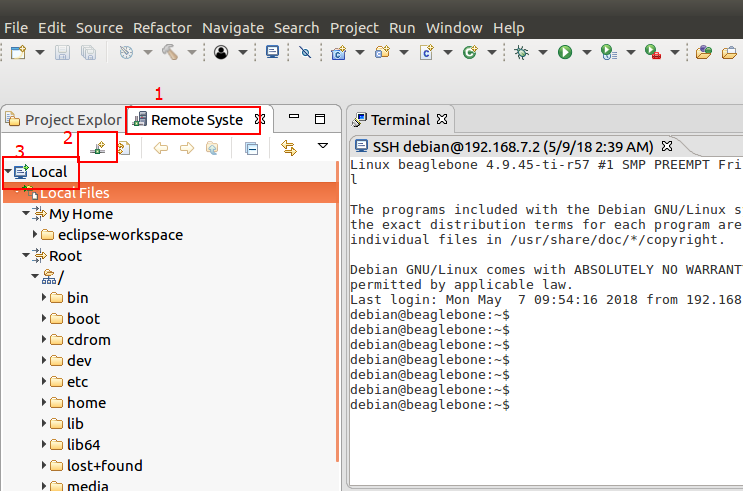 File Edit Source Refactor Navigate Search Project Run Window Help
1
Project Explor Remote Syste
2
3
Local
Local Files
My Home
eclipse-workspace
Root
/
bin
boot
cdrom
dev
etc
home
lib
lib64
lost+found
media
Terminal
SSH debian@192.168.7.2 (5/9/18 2:39 AM)
Linux beaglebone 4.9.45-ti-r57 #1 SMP PREEMPT Fri
l
The programs included with the Debian GNU/Linux s
the exact distribution terms for each program are
individual files in /usr/share/doc/*/copyright.
Debian GNU/Linux comes with ABSOLUTELY NO WARRANT
permitted by applicable law.
Last login: Mon May  7 09:54:16 2018 from 192.168
debian@beaglebone:~$
debian@beaglebone:~$
debian@beaglebone:~$
debian@beaglebone:~$
debian@beaglebone:~$
debian@beaglebone:~$
debian@beaglebone:~$